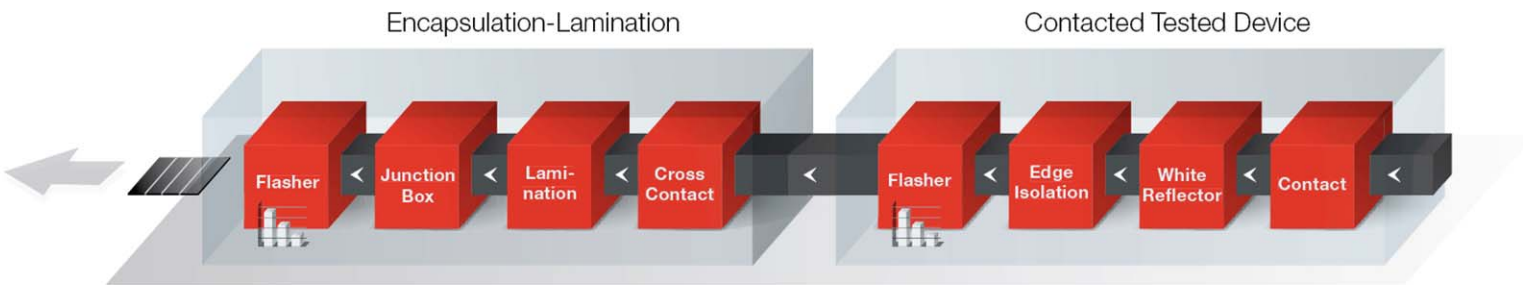 Encapsulation-Lamination
Contacted Tested Device
Flasher
Junction
Box
Lami-
nation
Cross
Contact
Flasher
Edge
Isolation
White
Reflector
Contact